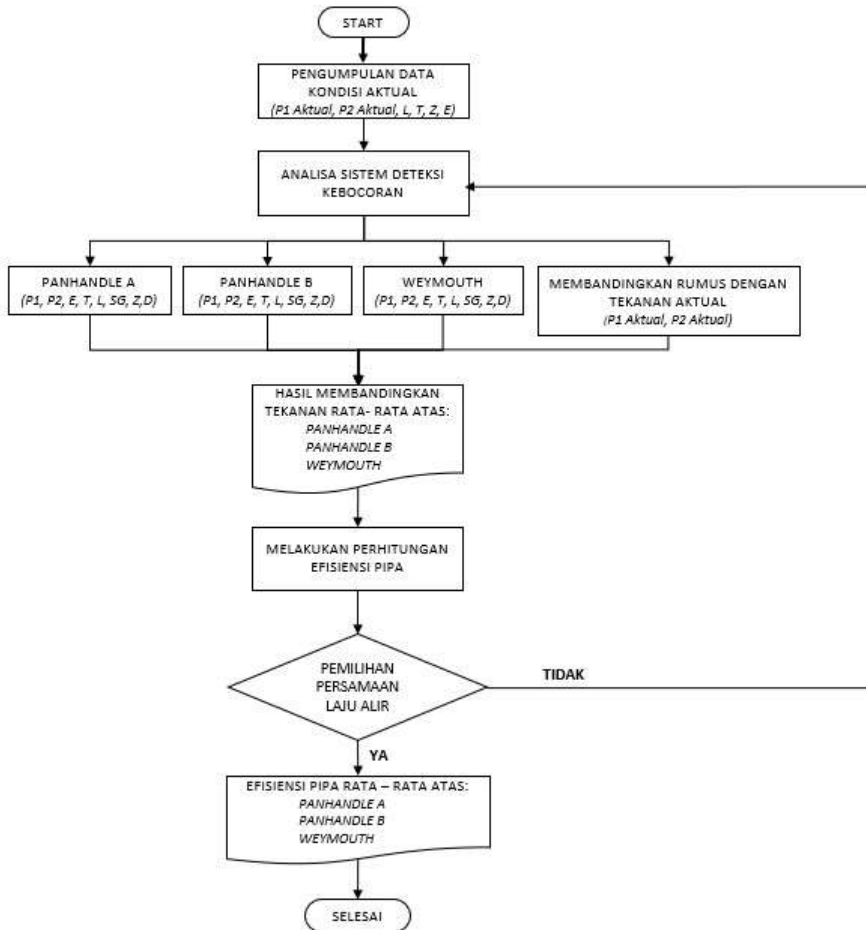 START
PENGUMPULAN DATA
KONDISI AKTUAL
(P1 Aktual, P2 Aktual, L, T, Z, E)
ANALISA SISTEM DETEKSI
KEBOCORAN
PANHANDLE A
(P1, P2, E, T, L, SG, Z,D)
PANHANDLE B
(P1, P2, E, T, L, SG, Z,D)
WEYMOUTH
(P1, P2, E, T, L, SG, Z,D)
MEMBANDINGKAN RUMUS DENGAN
TEKANAN AKTUAL
(P1 Aktual, P2 Aktual)
HASIL MEMBANDINGKAN
TEKANAN RATA- RATA ATAS:
PANHANDLE A
PANHANDLE B
WEYMOUTH
MELAKUKAN PERHITUNGAN
EFISIENSI PIPA
PEMILIHAN
PERSAMAAN
LAJU ALIR
TIDAK
YA
EFISIENSI PIPA RATA – RATA ATAS:
PANHANDLE A
PANHANDLE B
WEYMOUTH
SELESAI